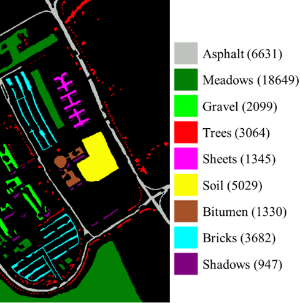 Asphalt (6631)
Meadows (18649)
Gravel (2099)
Trees (3064)
Sheets (1345)
Soil (5029)
Bitumen (1330)
Bricks (3682)
Shadows (947)